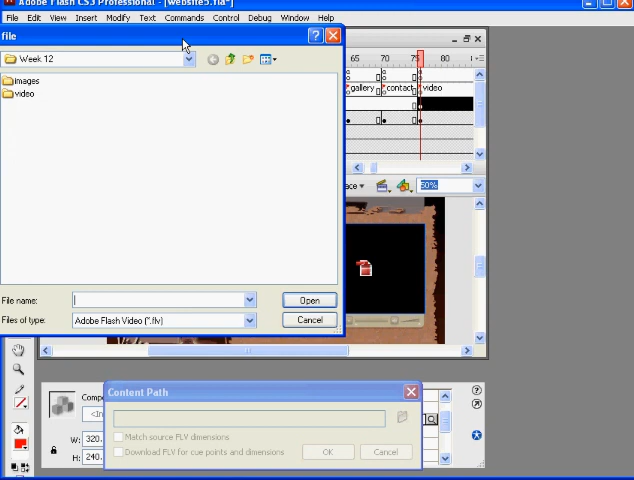 Adobe Flash CS3 Professional - [website5.fla*]
File Edit View Insert Modify Text Commands Control Debug Window Help
file
Week 12
65 70 75 80
images
video
gallery contact video
50%
File name: Open
Files of type: Adobe Flash Video (*.flv) Cancel
Content Path
Match source FLV dimensions
W: 320.
Download FLV for cue points and dimensions OK Cancel
H: 240.